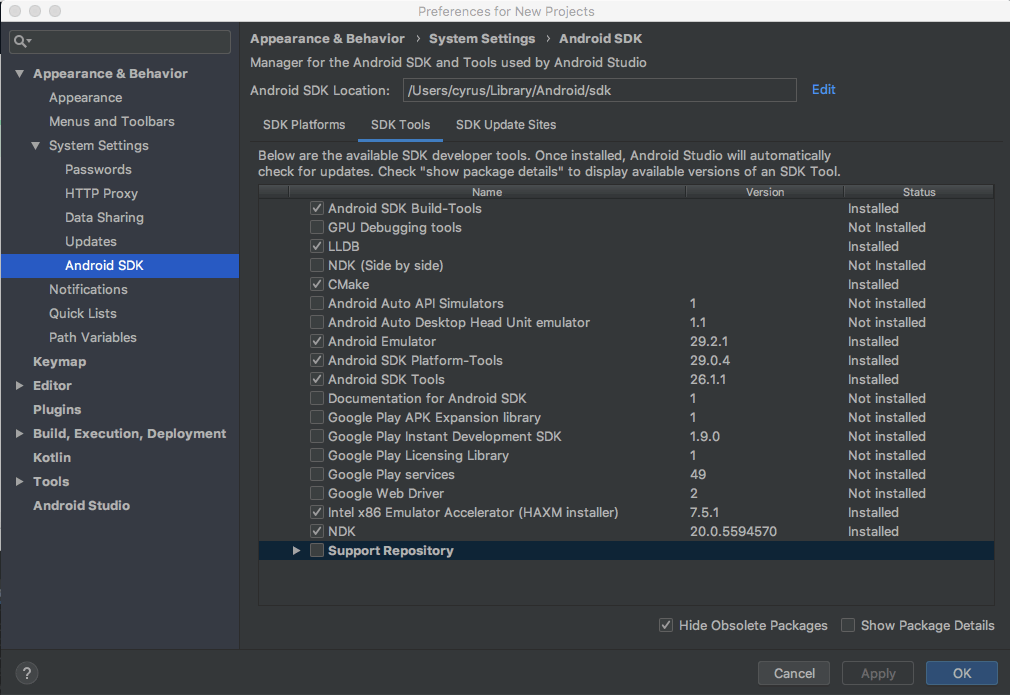 Preferences for New Projects
Appearance & Behavior
Appearance
Menus and Toolbars
System Settings
Passwords
HTTP Proxy
Data Sharing
Updates
Android SDK
Notifications
Quick Lists
Path Variables
Keymap
Editor
Plugins
Build, Execution, Deployment
Kotlin
Tools
Android Studio
Appearance & Behavior › System Settings › Android SDK
Manager for the Android SDK and Tools used by Android Studio
Android SDK Location: /Users/cyrus/Library/Android/sdk Edit
SDK Platforms SDK Tools SDK Update Sites
Below are the available SDK developer tools. Once installed, Android Studio will automatically
check for updates. Check "show package details" to display available versions of an SDK Tool.
Name Version Status
Android SDK Build-Tools Installed
GPU Debugging tools Not Installed
LLDB Installed
NDK (Side by side) Not Installed
CMake Installed
Android Auto API Simulators 1 Not installed
Android Auto Desktop Head Unit emulator 1.1 Not installed
Android Emulator 29.2.1 Installed
Android SDK Platform-Tools 29.0.4 Installed
Android SDK Tools 26.1.1 Installed
Documentation for Android SDK 1 Not installed
Google Play APK Expansion library 1 Not installed
Google Play Instant Development SDK 1.9.0 Not installed
Google Play Licensing Library 1 Not installed
Google Play services 49 Not installed
Google Web Driver 2 Not installed
Intel x86 Emulator Accelerator (HAXM installer) 7.5.1 Installed
NDK 20.0.5594570 Installed
Support Repository
Hide Obsolete Packages Show Package Details
? Cancel Apply OK